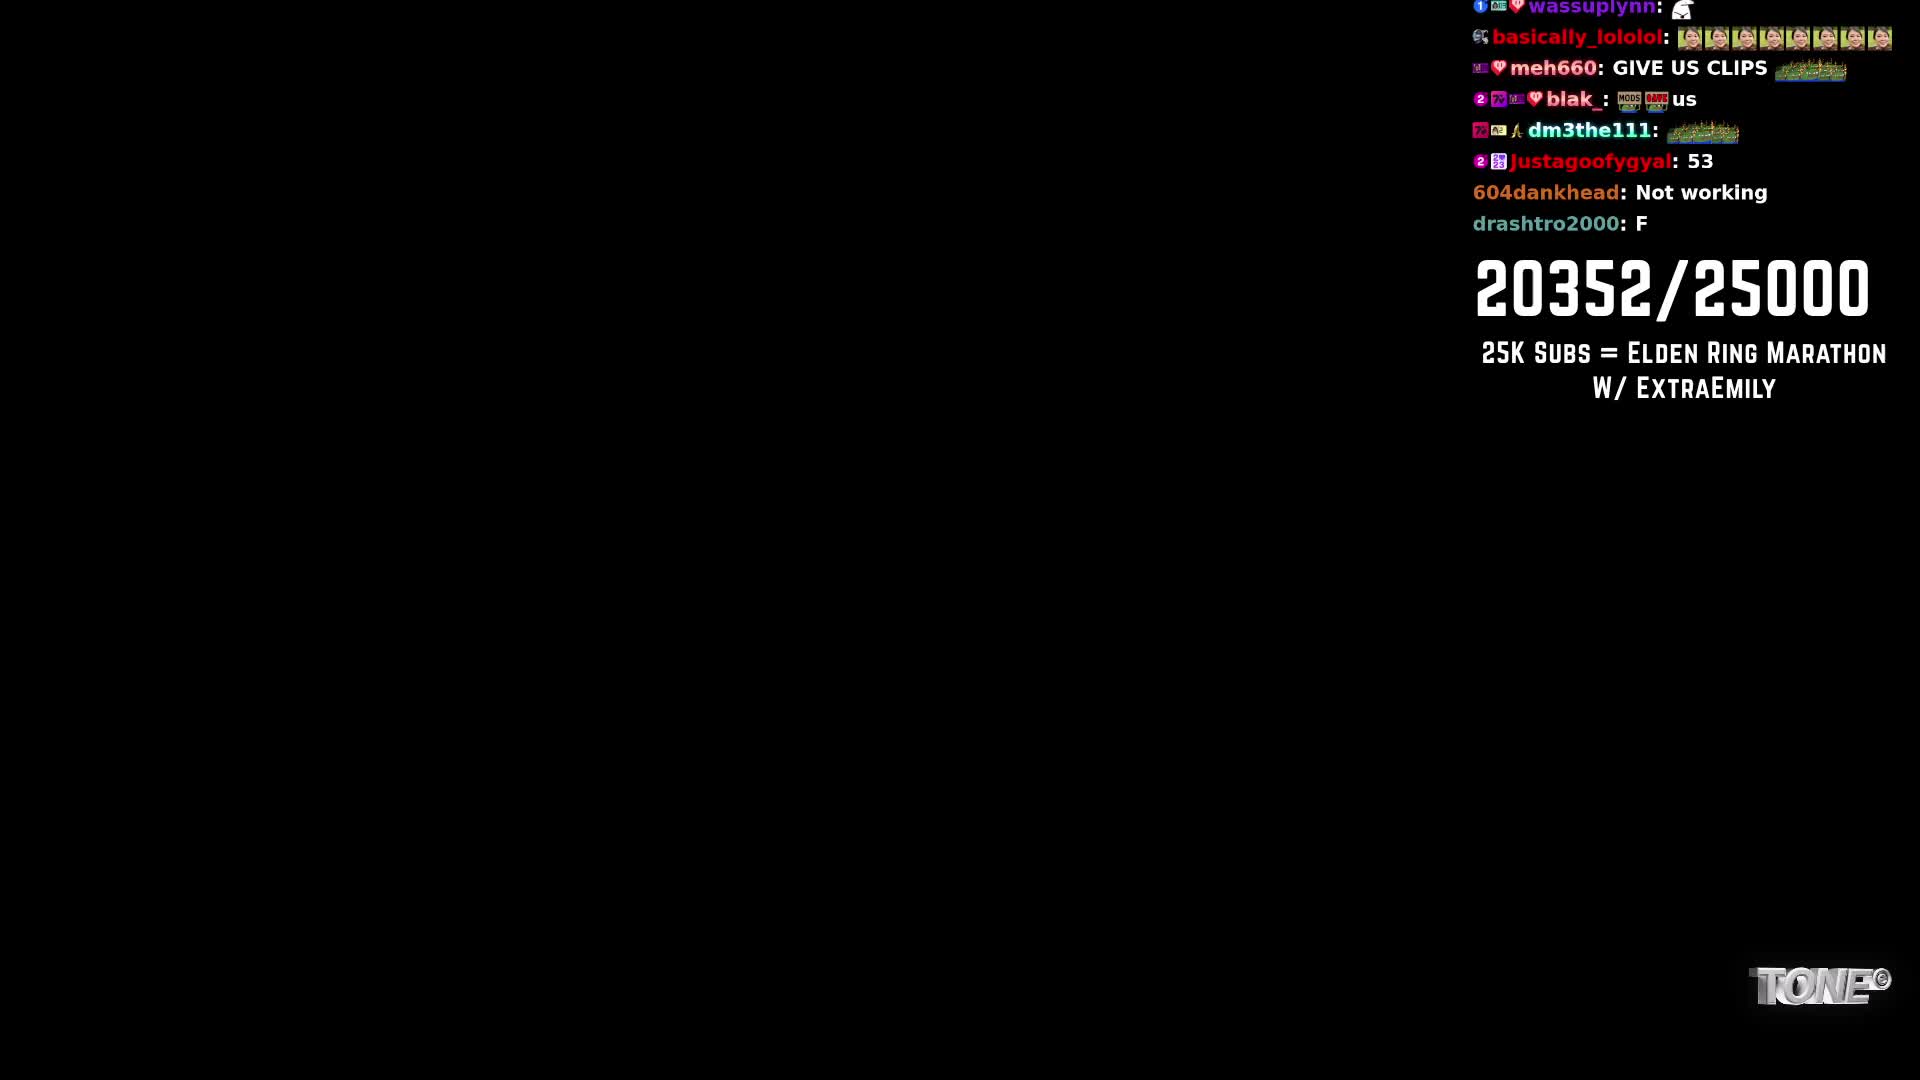 wassuplynn:
basically_lololol:
meh660: GIVE US CLIPS
blak_: MODS us
dm3the111:
Justagoofygyal: 53
604dankhead: Not working
drashtro2000: F
20352/25000
25K Subs = Elden Ring Marathon
W/ ExtraEmily
TONE